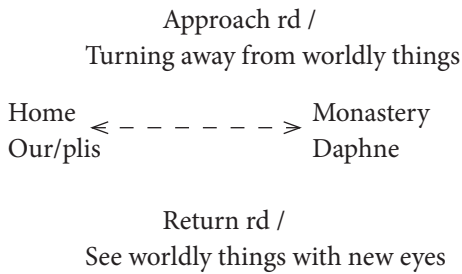 Approach rd /
Turning away from worldly things
Home
Our/plis
Monastery
Daphne
Return rd /
See worldly things with new eyes